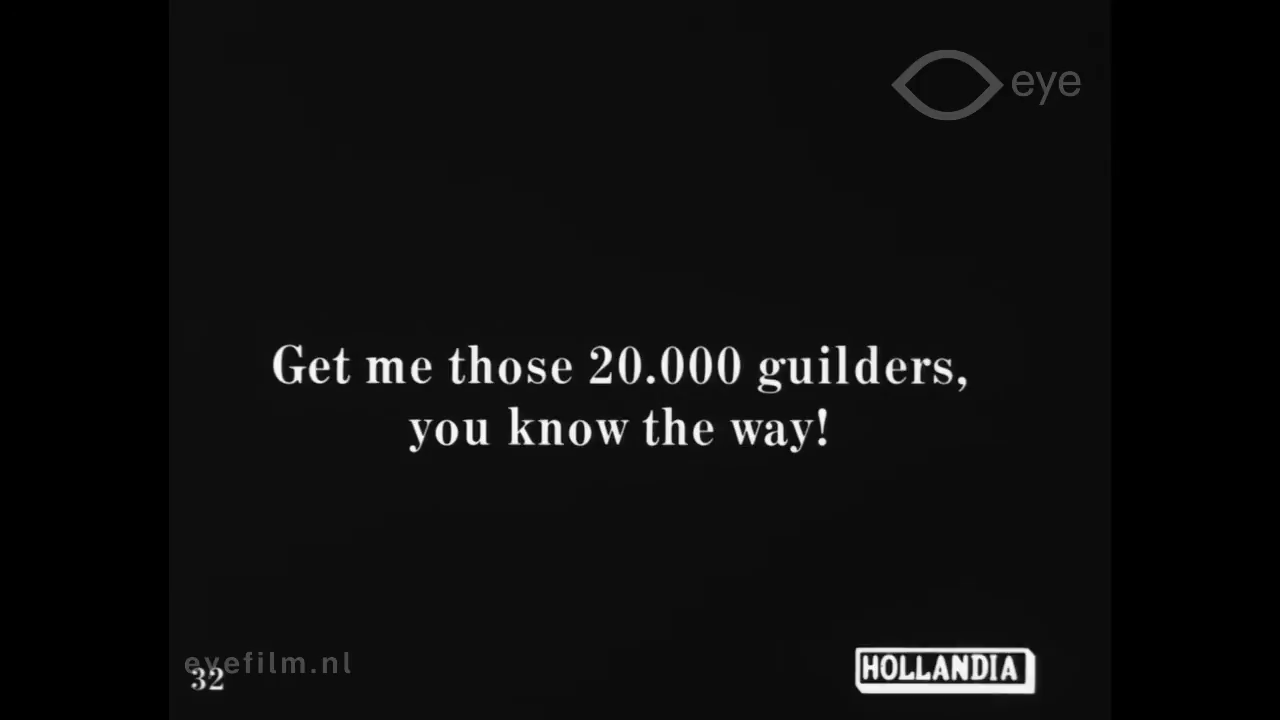 eye
Get me those 20.000 guilders,
you know the way!
eyefilm.nl
32
HOLLANDIA